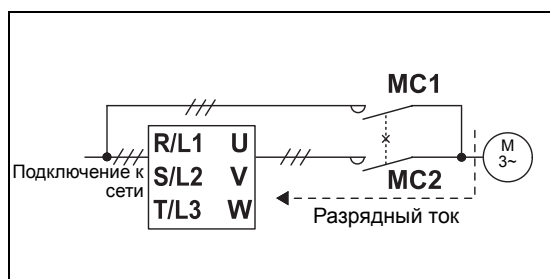 MC1
R/L1 U
Подключение к S/L2 V
сети
T/L3 W
MC2
M
3~
Разрядный ток